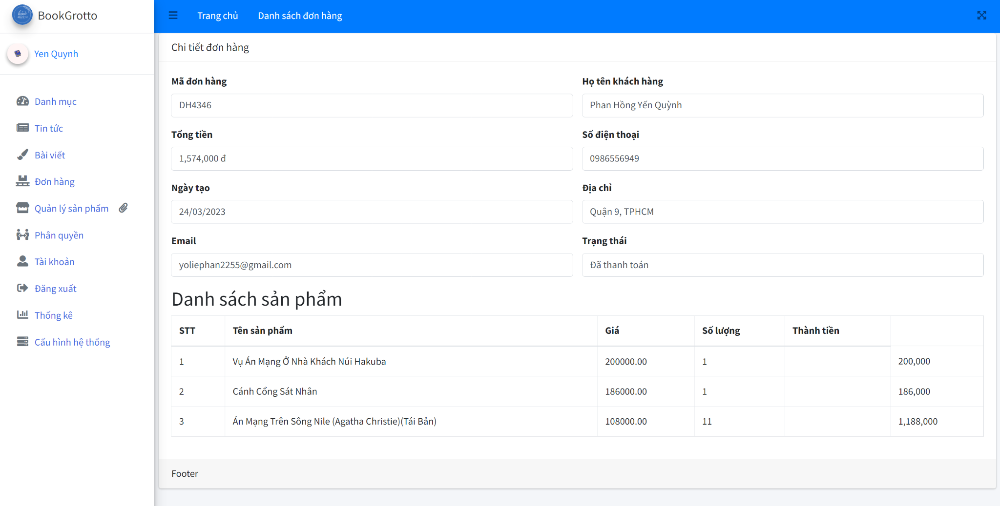 BookGrotto
Yen Quynh
Danh mục
Tin tức
Bài viết
Đơn hàng
Quản lý sản phẩm
Phân quyền
Tài khoản
Đăng xuất
Thống kê
Cấu hình hệ thống
Trang chủ Danh sách đơn hàng
Chi tiết đơn hàng
Mã đơn hàng Họ tên khách hàng
DH4346 Phan Hồng Yến Quỳnh
Tổng tiền Số điện thoại
1,574,000 đ 0986556949
Ngày tạo Địa chỉ
24/03/2023 Quận 9, TPHCM
Email Trạng thái
yoliephan2255@gmail.com Đã thanh toán
Danh sách sản phẩm
STT Tên sản phẩm Giá Số lượng Thành tiền
1 Vụ Án Mạng Ở Nhà Khách Núi Hakuba 200000.00 1 200,000
2 Cánh Cổng Sát Nhân 186000.00 1 186,000
3 Án Mạng Trên Sông Nile (Agatha Christie)(Tái Bản) 108000.00 11 1,188,000
Footer